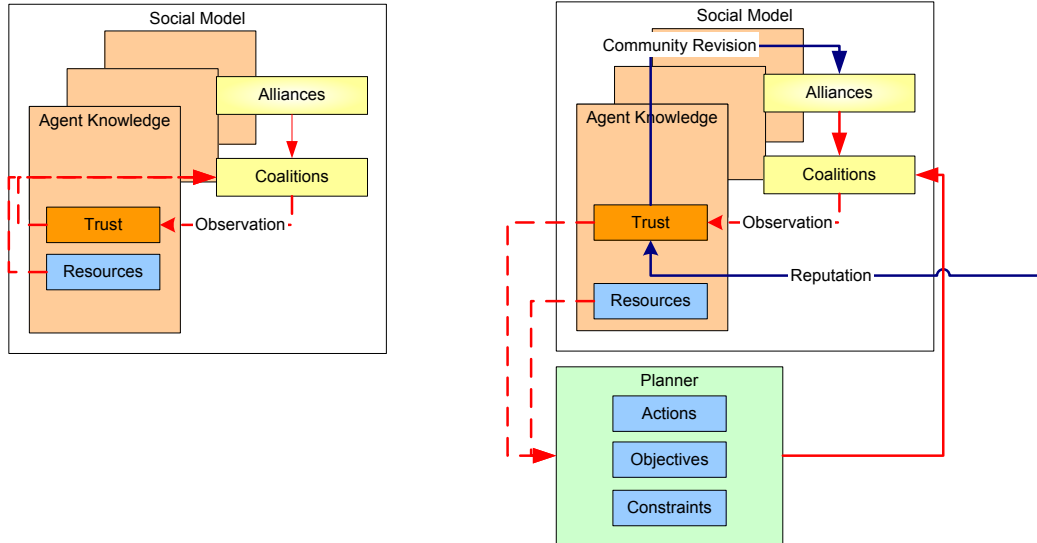 Social Model
Alliances
Agent Knowledge
Coalitions
Trust
Observation
Resources
Social Model
Community Revision
Alliances
Agent Knowledge
Coalitions
Trust
Observation
Reputation
Resources
Planner
Actions
Objectives
Constraints